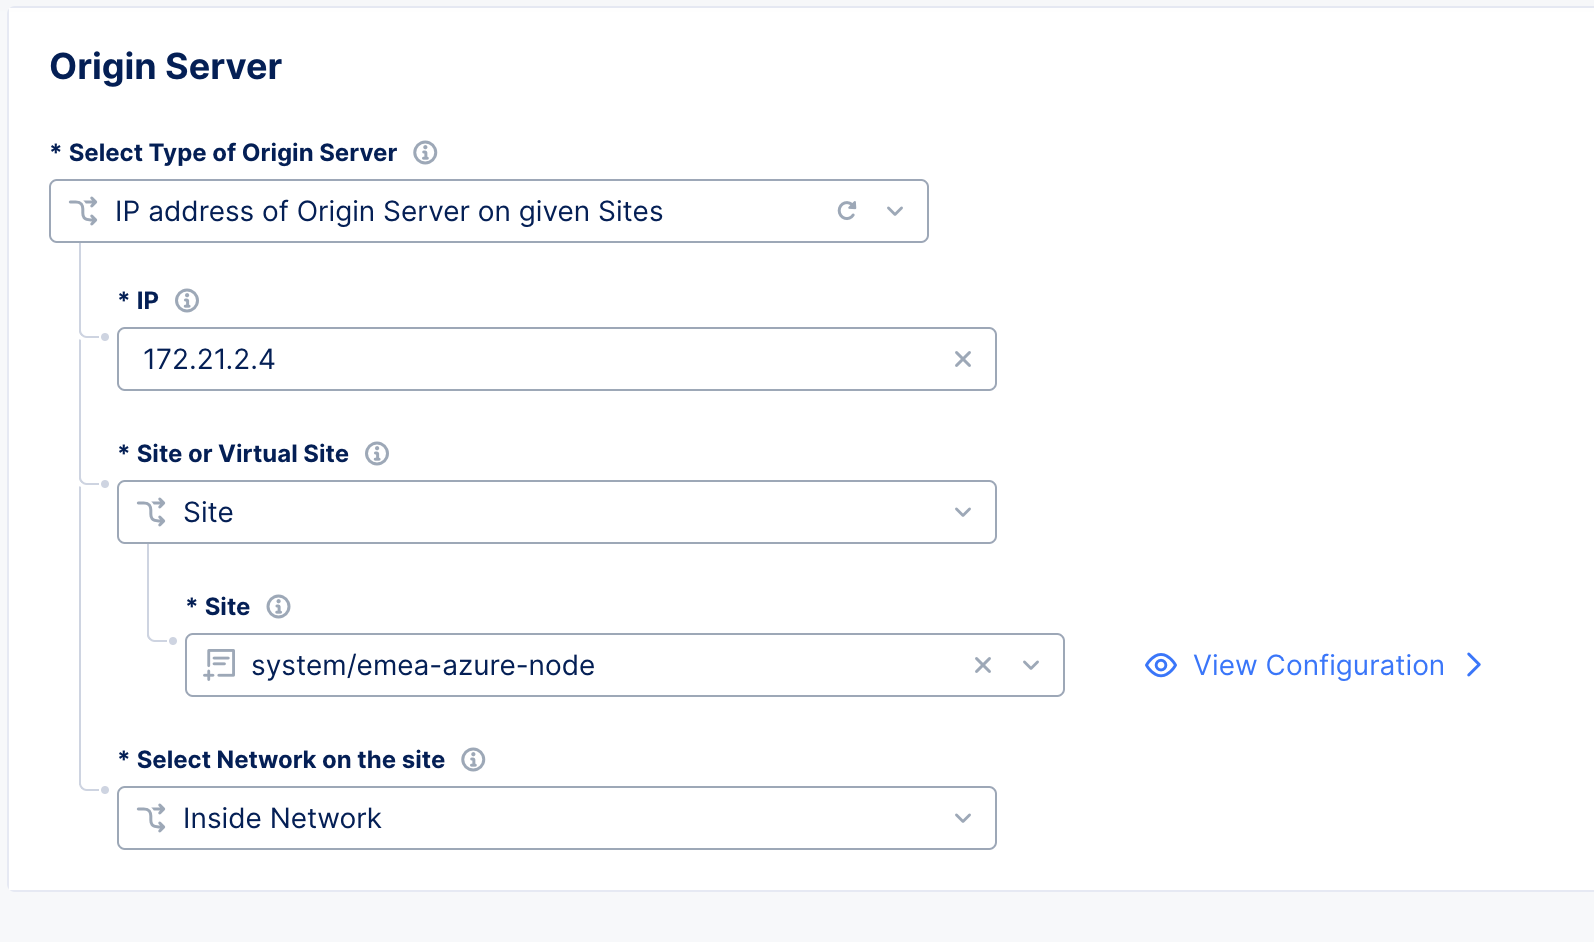 Origin Server
* Select Type of Origin Server
IP address of Origin Server on given Sites
* IP
172.21.2.4
* Site or Virtual Site
Site
* Site
system/emea-azure-node
View Configuration
* Select Network on the site
Inside Network